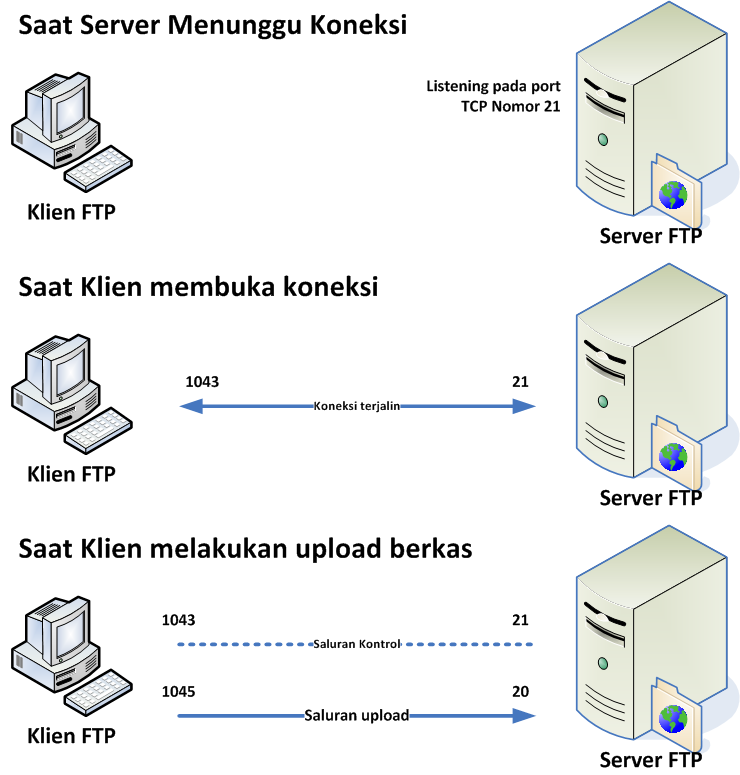 Saat Server Menunggu Koneksi
Listening pada port
TCP Nomor 21
Klien FTP
Server FTP
Saat Klien membuka koneksi
1043
21
Koneksi terjalin
Klien FTP
Server FTP
Saat Klien melakukan upload berkas
1043
21
Saluran Kontrol
1045
20
Saluran upload
Klien FTP
Server FTP